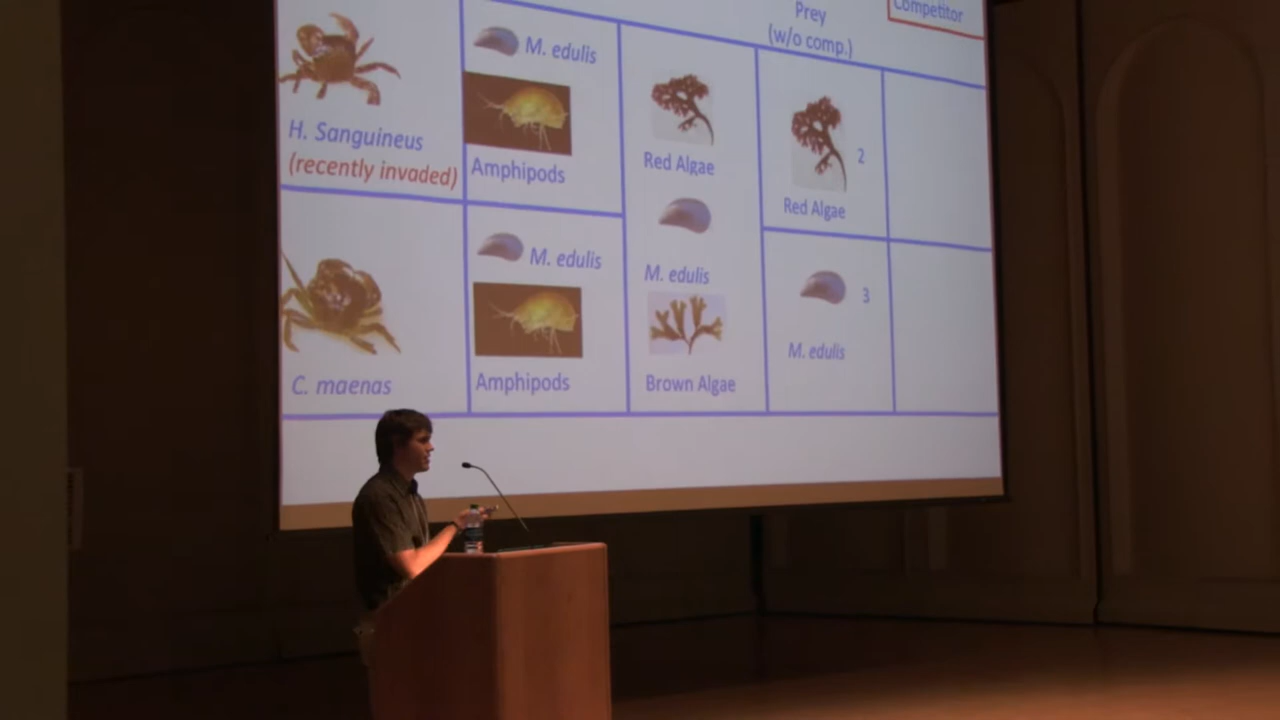 Prey
(w/o comp.)
Competitor
H. Sanguineus
(recently invaded)
M. edulis
Amphipods
Red Algae
M. edulis
Brown Algae
2
Red Algae
C. maenas
M. edulis
Amphipods
3
M. edulis